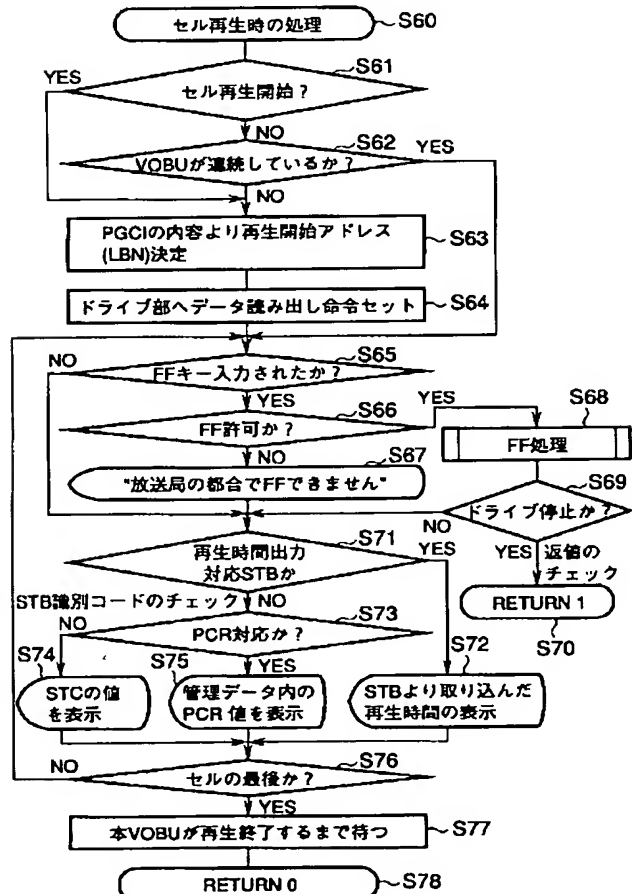 セル再生時の処理 S60
S61
YES
セル再生開始？
NO
S62
VOBUが連続しているか？
YES
NO
PGCIの内容より再生開始アドレス
(LBN)決定
S63
ドライブ部へデータ読み出し命令セット
S64
NO
S65
FFキー入力されたか？
YES
S66
YES
S68
FF許可か？
FF処理
NO
S67
"放送局の都合でFFできません"
S69
ドライブ停止か？
NO
S71
再生時間出力
対応STBか
YES
YES 返値の
チェック
STB識別コードのチェック
NO
RETURN 1
S70
S73
NO
PCR対応か？
S74
S75
YES
S72
STCの値
を表示
管理データ内の
PCR 値を表示
STBより取り込んだ
再生時間の表示
NO
S76
セルの最後か？
YES
本VOBUが再生終了するまで待つ
S77
RETURN 0
S78